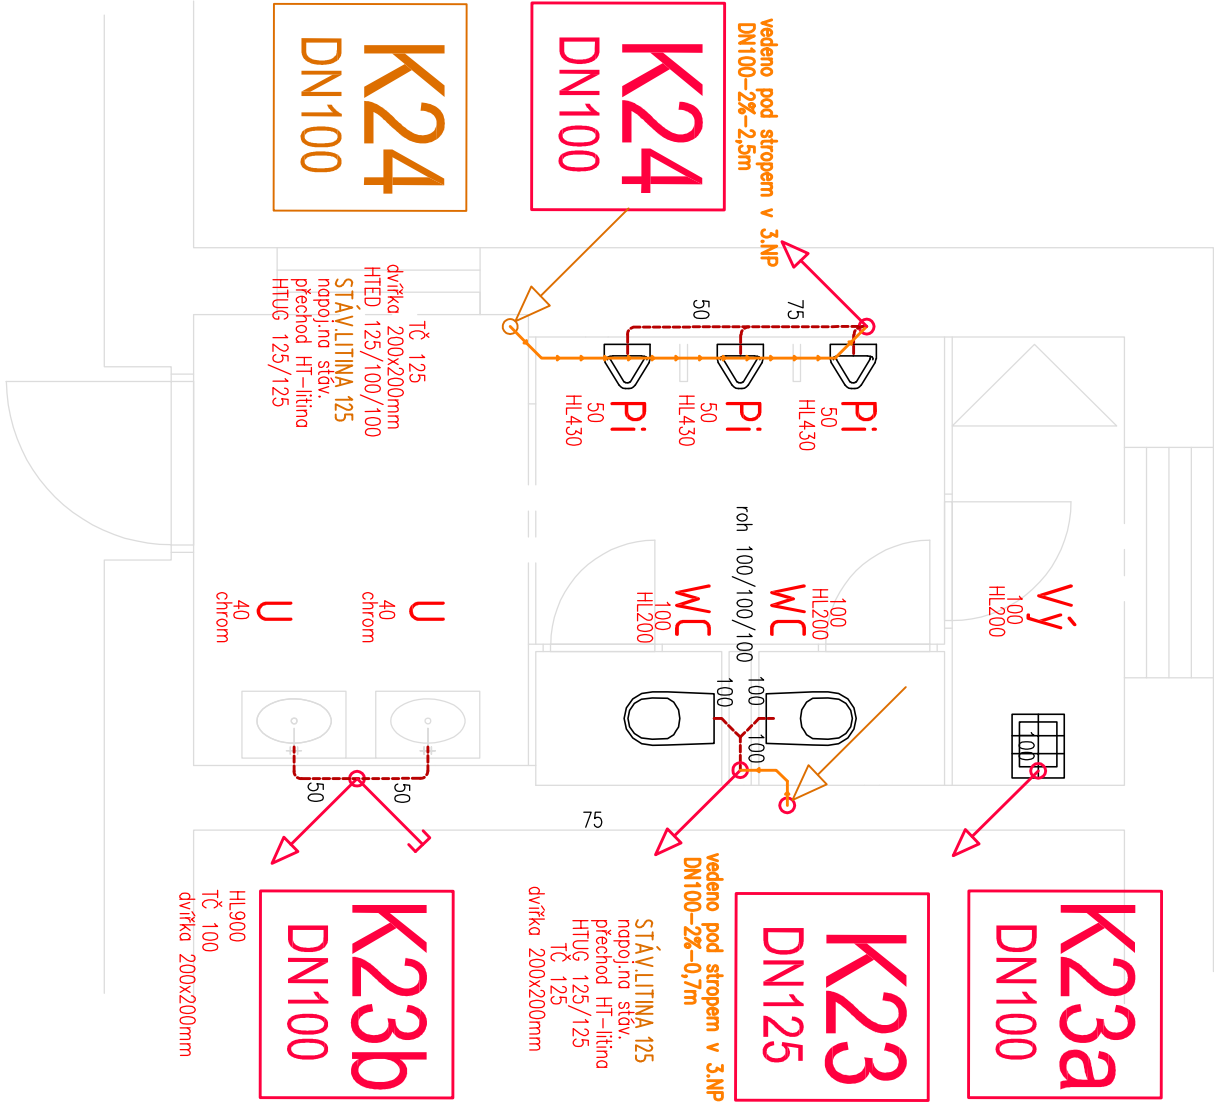 K24
DN100
K24
DN100
vedeno pod stropem v 3.NP
DN100-2%-2,5m
TČ 125
dvířka 200x200mm
HTED 125/100/100
STÁV.LITINA 125
napoj.na stáv.
přechod HT-litina
HTUG 125/125
50
75
Pi
50
HL430
Pi
50
HL430
Pi
50
HL430
roh 100/100/100
WC
100
HL200
WC
100
HL200
Vý
100
HL200
U
40
chrom
U
40
chrom
100
100
100
100
50
50
75
HL900
TČ 100
dvířka 200x200mm
K23b
DN100
vedeno pod stropem v 3.NP
DN100-2%-0,7m
STÁV.LITINA 125
napoj.na stáv.
přechod HT-litina
HTUG 125/125
TČ 125
dvířka 200x200mm
K23
DN125
K23a
DN100